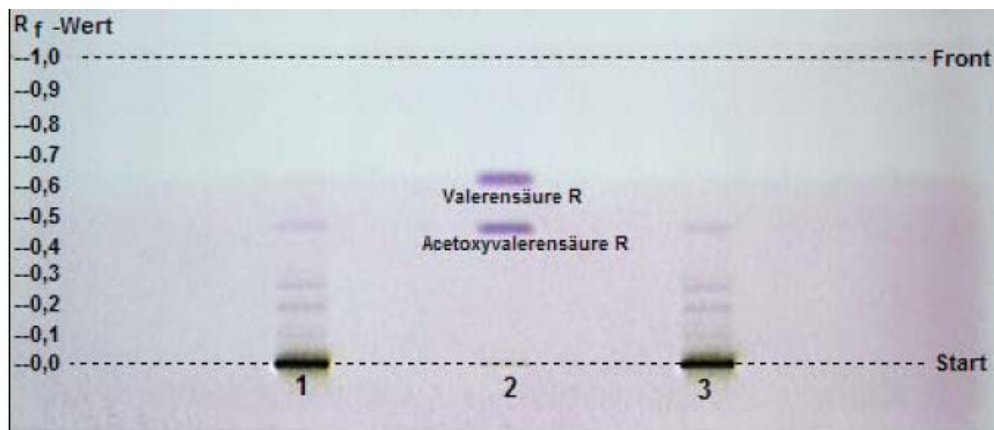 Rf -Wert
--1,0
Front
--0,9
--0,8
--0,7
--0,6
Valerensäure R
--0,5
Acetoxyvalerensäure R
--0,4
--0,3
--0,2
--0,1
--0,0
Start
1
2
3